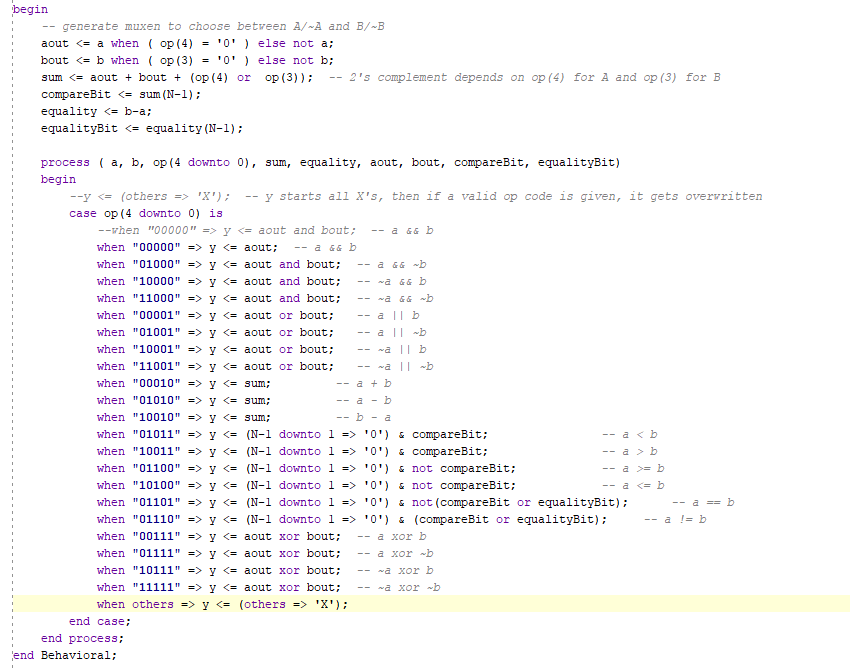 begin
-- generate muxen to choose between A/~A and B/~B
aout <= a when ( op(4) = '0' ) else not a;
bout <= b when ( op(3) = '0' ) else not b;
sum <= aout + bout + (op(4) or  op(3));  -- 2's complement depends on op(4) for A and op(3) for B
compareBit <= sum(N-1);
equality <= b-a;
equalityBit <= equality(N-1);
process ( a, b, op(4 downto 0), sum, equality, aout, bout, compareBit, equalityBit)
begin
--y <= (others => 'X');  -- y starts all X's, then if a valid op code is given, it gets overwritten
case op(4 downto 0) is
--when "00000" => y <= aout and bout;  -- a && b
when "00000" => y <= aout;  -- a && b
when "01000" => y <= aout and bout;  -- a && ~b
when "10000" => y <= aout and bout;  -- ~a && b
when "11000" => y <= aout and bout;  -- ~a && ~b
when "00001" => y <= aout or bout;   -- a || b
when "01001" => y <= aout or bout;   -- a || ~b
when "10001" => y <= aout or bout;   -- ~a || b
when "11001" => y <= aout or bout;   -- ~a || ~b
when "00010" => y <= sum;         -- a + b
when "01010" => y <= sum;         -- a - b
when "10010" => y <= sum;         -- b - a
when "01011" => y <= (N-1 downto 1 => '0') & compareBit;                -- a < b
when "10011" => y <= (N-1 downto 1 => '0') & compareBit;                -- a > b
when "01100" => y <= (N-1 downto 1 => '0') & not compareBit;            -- a >= b
when "10100" => y <= (N-1 downto 1 => '0') & not compareBit;            -- a <= b
when "01101" => y <= (N-1 downto 1 => '0') & not(compareBit or equalityBit);      -- a == b
when "01110" => y <= (N-1 downto 1 => '0') & (compareBit or equalityBit);     -- a != b
when "00111" => y <= aout xor bout;  -- a xor b
when "01111" => y <= aout xor bout;  -- a xor ~b
when "10111" => y <= aout xor bout;  -- ~a xor b
when "11111" => y <= aout xor bout;  -- ~a xor ~b
when others => y <= (others => 'X');
end case;
end process;
end Behavioral;